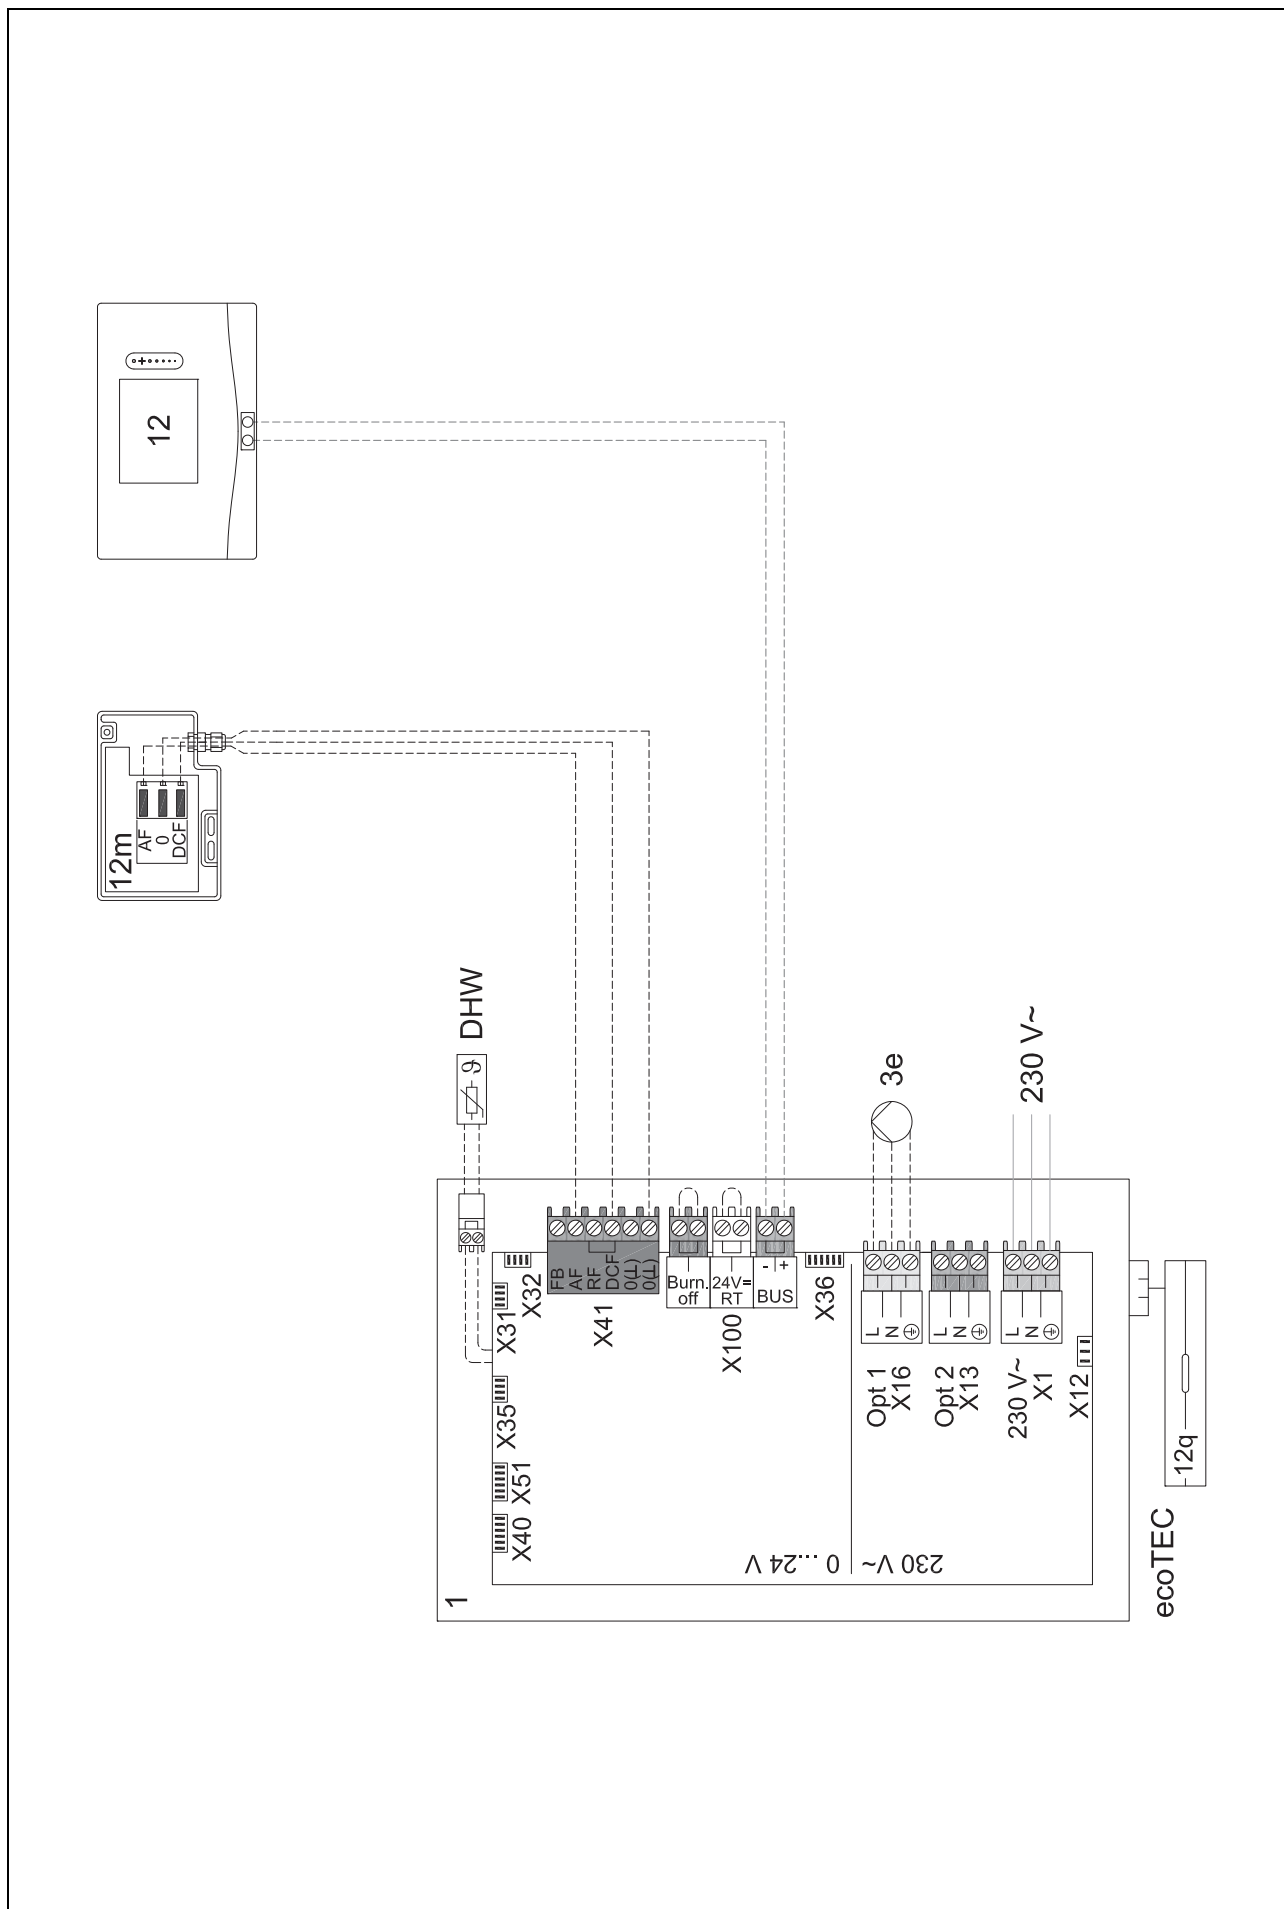 12
12m
AF
0
DCF
DHW
ϑ
1
X40
X51
X35
X31
X32
FB
AF
RF
DCF
0(⊥)
0(⊥)
X41
Burn.
off
24V=
RT
X100
- +
BUS
X36
0 ...24 V
230 V~
L
N
Opt 1
X16
3e
L
N
Opt 2
X13
L
N
230 V~
X1
230 V~
X12
12q
ecoTEC